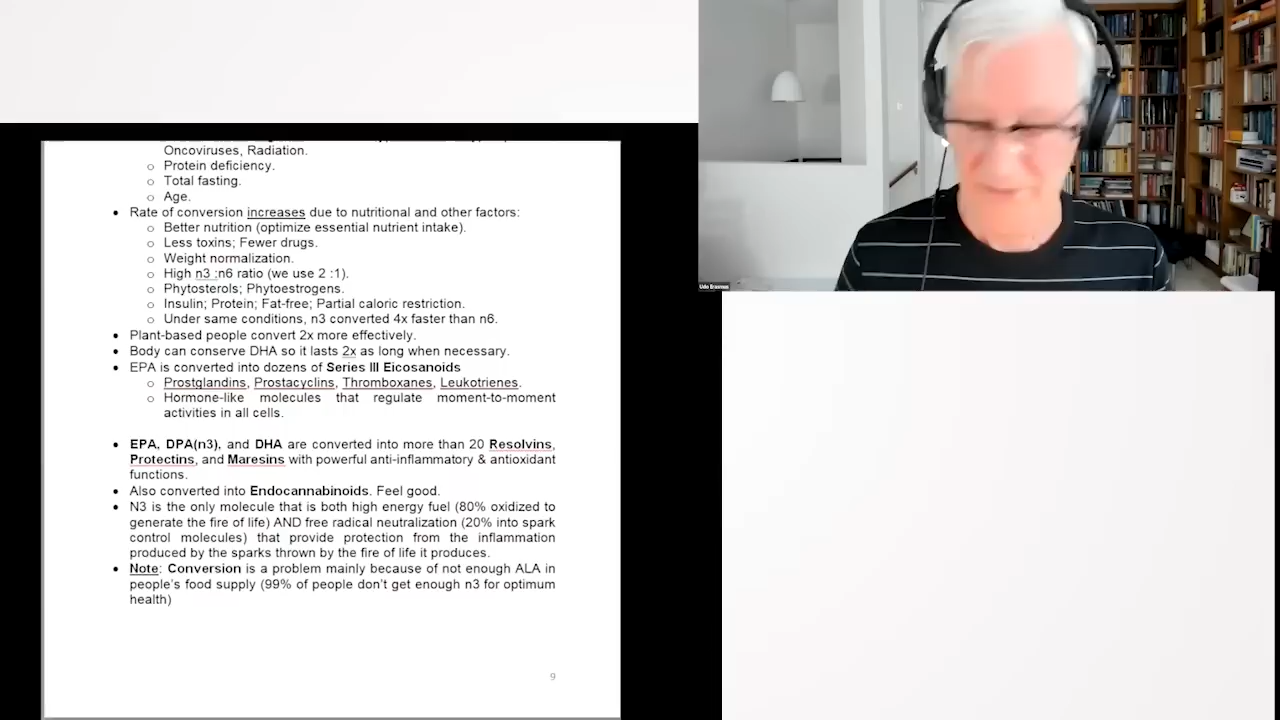 Oncoviruses, Radiation.
o Protein deficiency.
o Total fasting.
o Age.
• Rate of conversion increases due to nutritional and other factors:
o Better nutrition (optimize essential nutrient intake).
o Less toxins; Fewer drugs.
o Weight normalization.
o High n3 :n6 ratio (we use 2 :1).
o Phytosterols; Phytoestrogens.
o Insulin; Protein; Fat-free; Partial caloric restriction.
o Under same conditions, n3 converted 4x faster than n6.
• Plant-based people convert 2x more effectively.
• Body can conserve DHA so it lasts 2x as long when necessary.
• EPA is converted into dozens of Series III Eicosanoids
o Prostglandins, Prostacyclins, Thromboxanes, Leukotrienes.
o Hormone-like molecules that regulate moment-to-moment
activities in all cells.
• EPA, DPA(n3), and DHA are converted into more than 20 Resolvins,
Protectins, and Maresins with powerful anti-inflammatory & antioxidant
functions.
• Also converted into Endocannabinoids. Feel good.
• N3 is the only molecule that is both high energy fuel (80% oxidized to
generate the fire of life) AND free radical neutralization (20% into spark
control molecules) that provide protection from the inflammation
produced by the sparks thrown by the fire of life it produces.
• Note: Conversion is a problem mainly because of not enough ALA in
people's food supply (99% of people don't get enough n3 for optimum
health)
9
Udo Erasmus